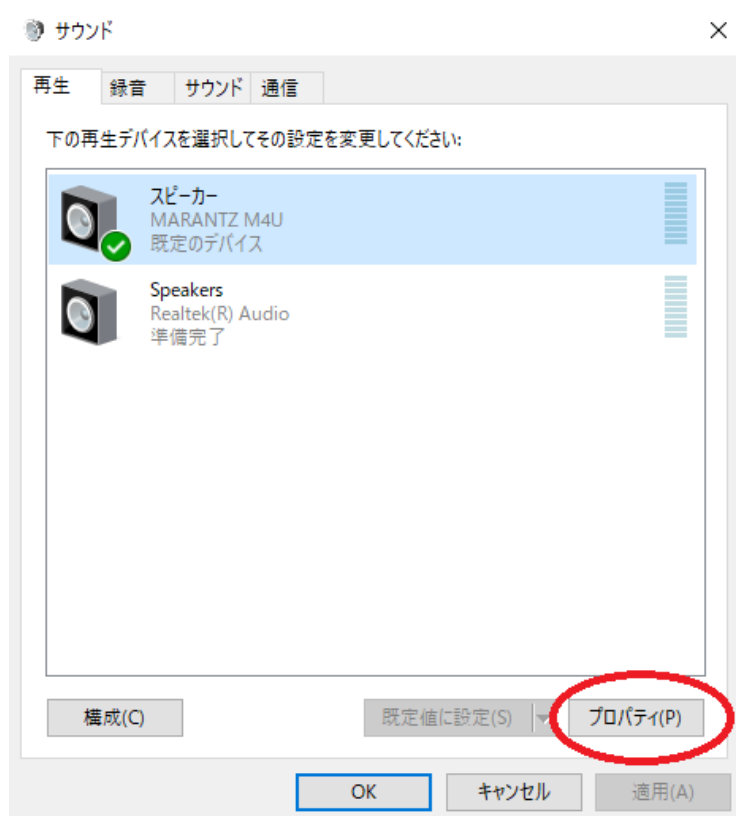 サウンド
再生 録音 サウンド 通信
下の再生デバイスを選択してその設定を変更してください:
スピーカー
MARANTZ M4U
既定のデバイス
Speakers
Realtek(R) Audio
準備完了
構成(C) 既定値に設定(S) プロパティ(P)
OK キャンセル 適用(A)